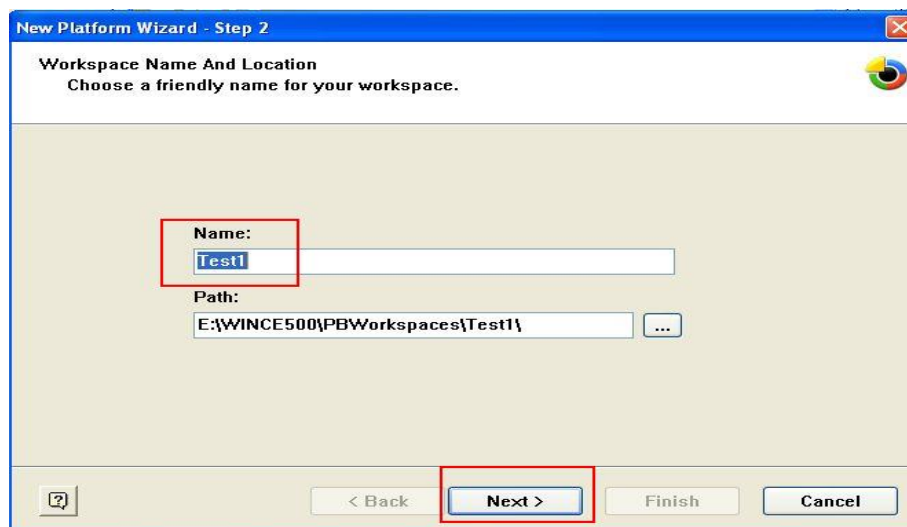 New Platform Wizard - Step 2
Workspace Name And Location
Choose a friendly name for your workspace.
Name:
Test1
Path:
E:\WINCE500\PBWorkspaces\Test1\
...
?
< Back
Next >
Finish
Cancel